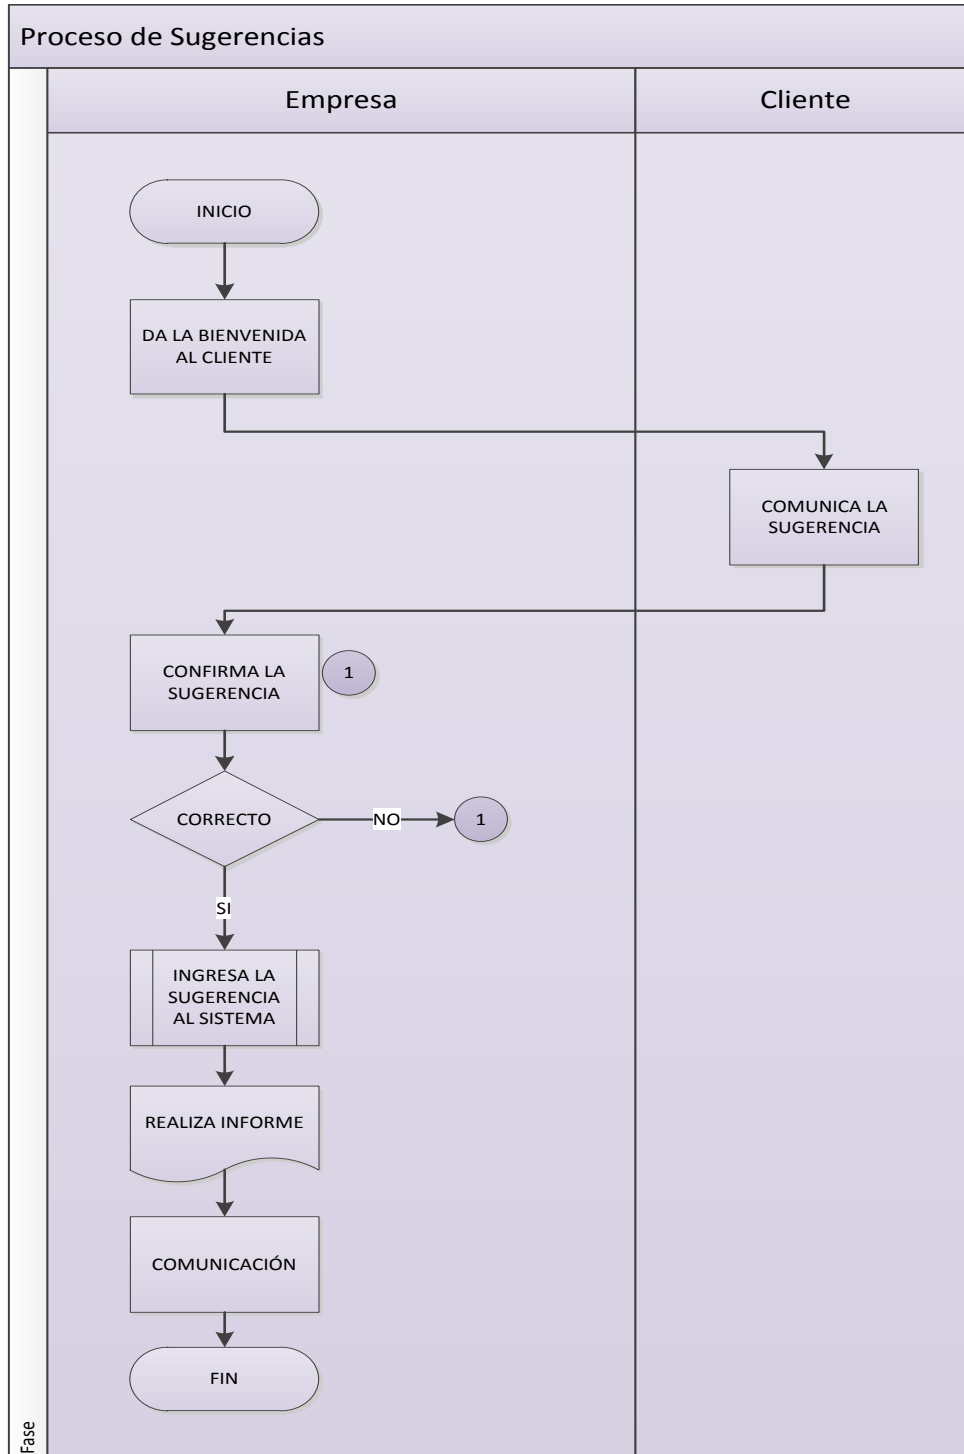 Proceso de Sugerencias
Empresa
Cliente
INICIO
DA LA BIENVENIDA
AL CLIENTE
COMUNICA LA
SUGERENCIA
CONFIRMA LA
SUGERENCIA
1
CORRECTO
NO
1
SI
INGRESA LA
SUGERENCIA
AL SISTEMA
REALIZA INFORME
COMUNICACIÓN
FIN
Fase